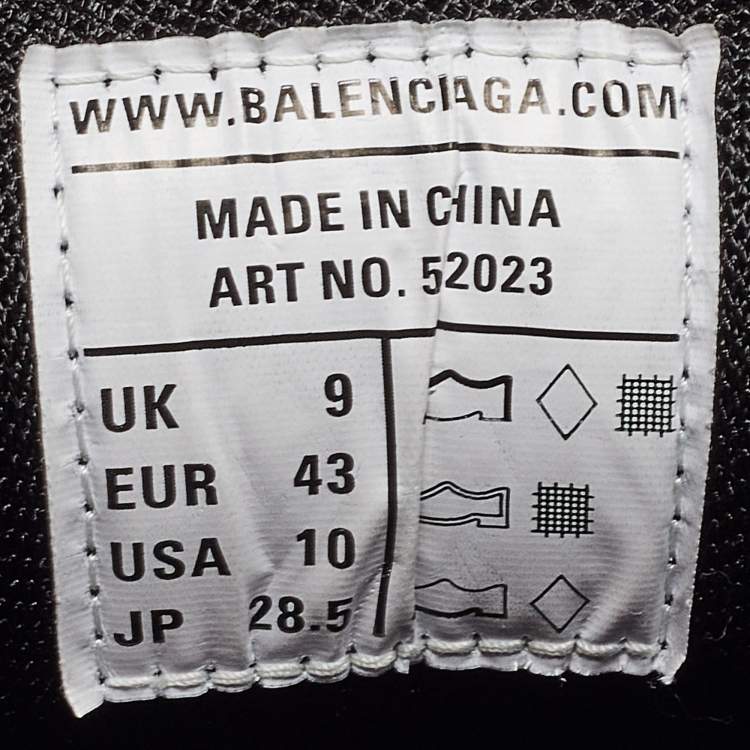 WWW.BALENCIAGA.COM
MADE IN CHINA
ART NO. 52023
UK 9
EUR 43
USA 10
JP 28.5